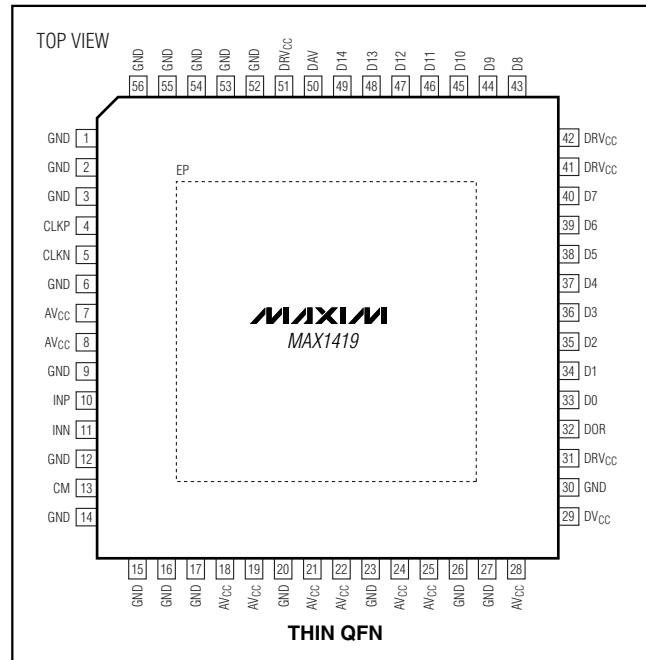 TOP VIEW
GND GND GND GND GND DRVCC DAV D14 D13 D12 D11 D10 D9 D8
56 55 54 53 52 51 50 49 48 47 46 45 44 43
GND 1
GND 2
GND 3
CLKP 4
CLKN 5
GND 6
AVCC 7
AVCC 8
GND 9
INP 10
INN 11
GND 12
CM 13
GND 14
EP
MAXIM
MAX1419
42 DRVCC
41 DRVCC
40 D7
39 D6
38 D5
37 D4
36 D3
35 D2
34 D1
33 D0
32 DOR
31 DRVCC
30 GND
29 DVCC
15 16 17 18 19 20 21 22 23 24 25 26 27 28
GND GND GND AVCC AVCC GND AVCC AVCC GND AVCC AVCC GND GND AVCC
THIN QFN